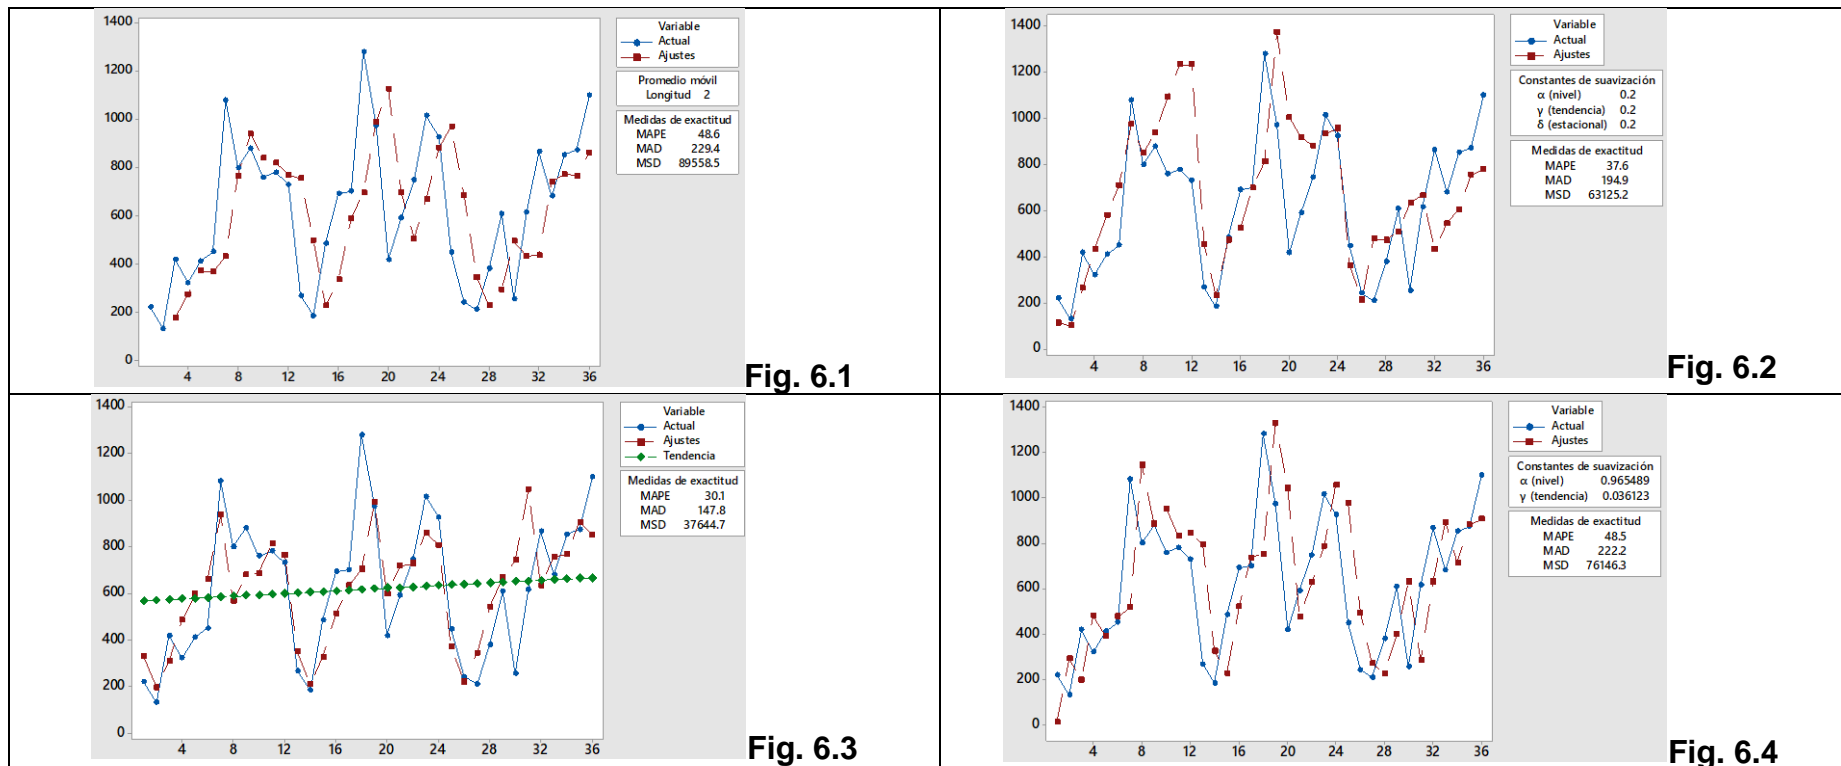 1400
1200
1000
800
600
400
200
0
4 8 12 16 20 24 28 32 36
Variable
Actual
Ajustes
Promedio móvil
Longitud 2
Medidas de exactitud
MAPE 48.6
MAD 229.4
MSD 89558.5
Fig. 6.1
1400
1200
1000
800
600
400
200
0
4 8 12 16 20 24 28 32 36
Variable
Actual
Ajustes
Constantes de suavización
α (nivel) 0.2
γ (tendencia) 0.2
δ (estacional) 0.2
Medidas de exactitud
MAPE 37.6
MAD 194.9
MSD 63125.2
Fig. 6.2
1400
1200
1000
800
600
400
200
0
4 8 12 16 20 24 28 32 36
Variable
Actual
Ajustes
Tendencia
Medidas de exactitud
MAPE 30.1
MAD 147.8
MSD 37644.7
Fig. 6.3
1400
1200
1000
800
600
400
200
0
4 8 12 16 20 24 28 32 36
Variable
Actual
Ajustes
Constantes de suavización
α (nivel) 0.965489
γ (tendencia) 0.036123
Medidas de exactitud
MAPE 48.5
MAD 222.2
MSD 76146.3
Fig. 6.4